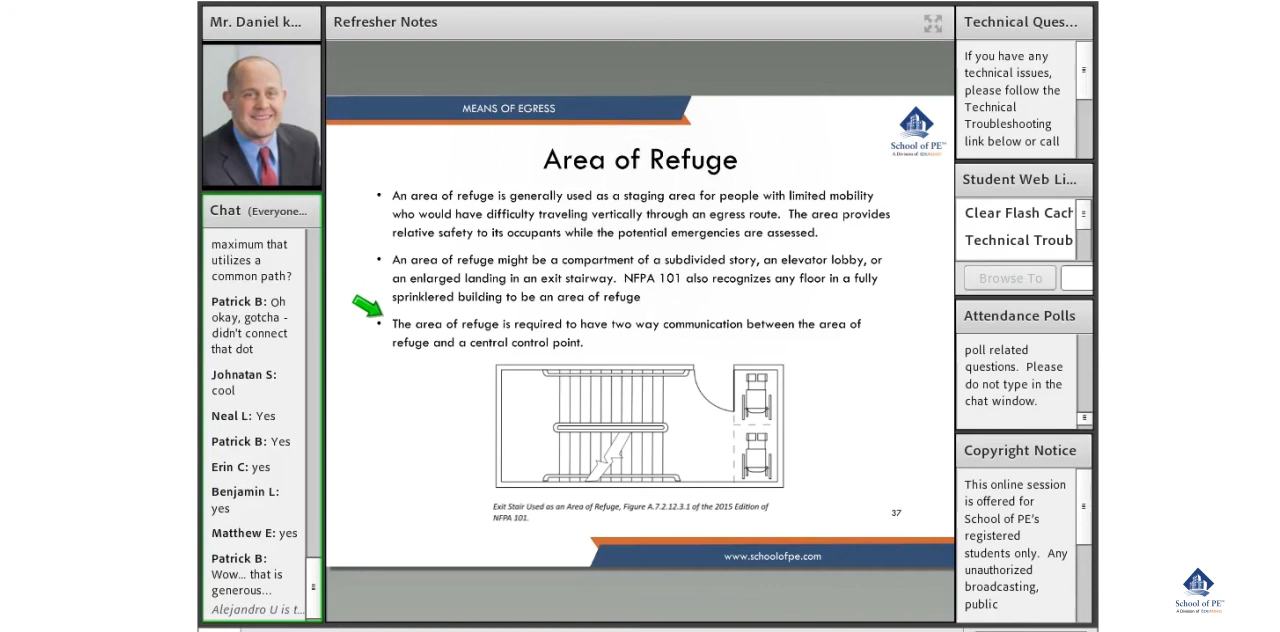 Mr. Daniel k...
Refresher Notes
Technical Ques...
If you have any
technical issues,
please follow the
Technical
Troubleshooting
link below or call
Student Web Li...
Clear Flash Cach
Technical Troub
Browse To
Attendance Polls
poll related
questions. Please
do not type in the
chat window.
Copyright Notice
This online session
is offered for
School of PE's
registered
students only. Any
unauthorized
broadcasting,
public
Chat (Everyone...
maximum that
utilizes a
common path?
Patrick B: Oh
okay, gotcha -
didn't connect
that dot
Johnatan S:
cool
Neal L: Yes
Patrick B: Yes
Erin C: yes
Benjamin L:
yes
Matthew E: yes
Patrick B:
Wow... that is
generous...
Alejandro U is t...
MEANS OF EGRESS
School of PE™
Area of Refuge
• An area of refuge is generally used as a staging area for people with limited mobility
who would have difficulty traveling vertically through an egress route. The area provides
relative safety to its occupants while the potential emergencies are assessed.
• An area of refuge might be a compartment of a subdivided story, an elevator lobby, or
an enlarged landing in an exit stairway. NFPA 101 also recognizes any floor in a fully
sprinklered building to be an area of refuge
• The area of refuge is required to have two way communication between the area of
refuge and a central control point.
Exit Stair Used as an Area of Refuge, Figure A.7.2.12.3.1 of the 2015 Edition of
NFPA 101.
37
www.schoolofpe.com
School of PE™